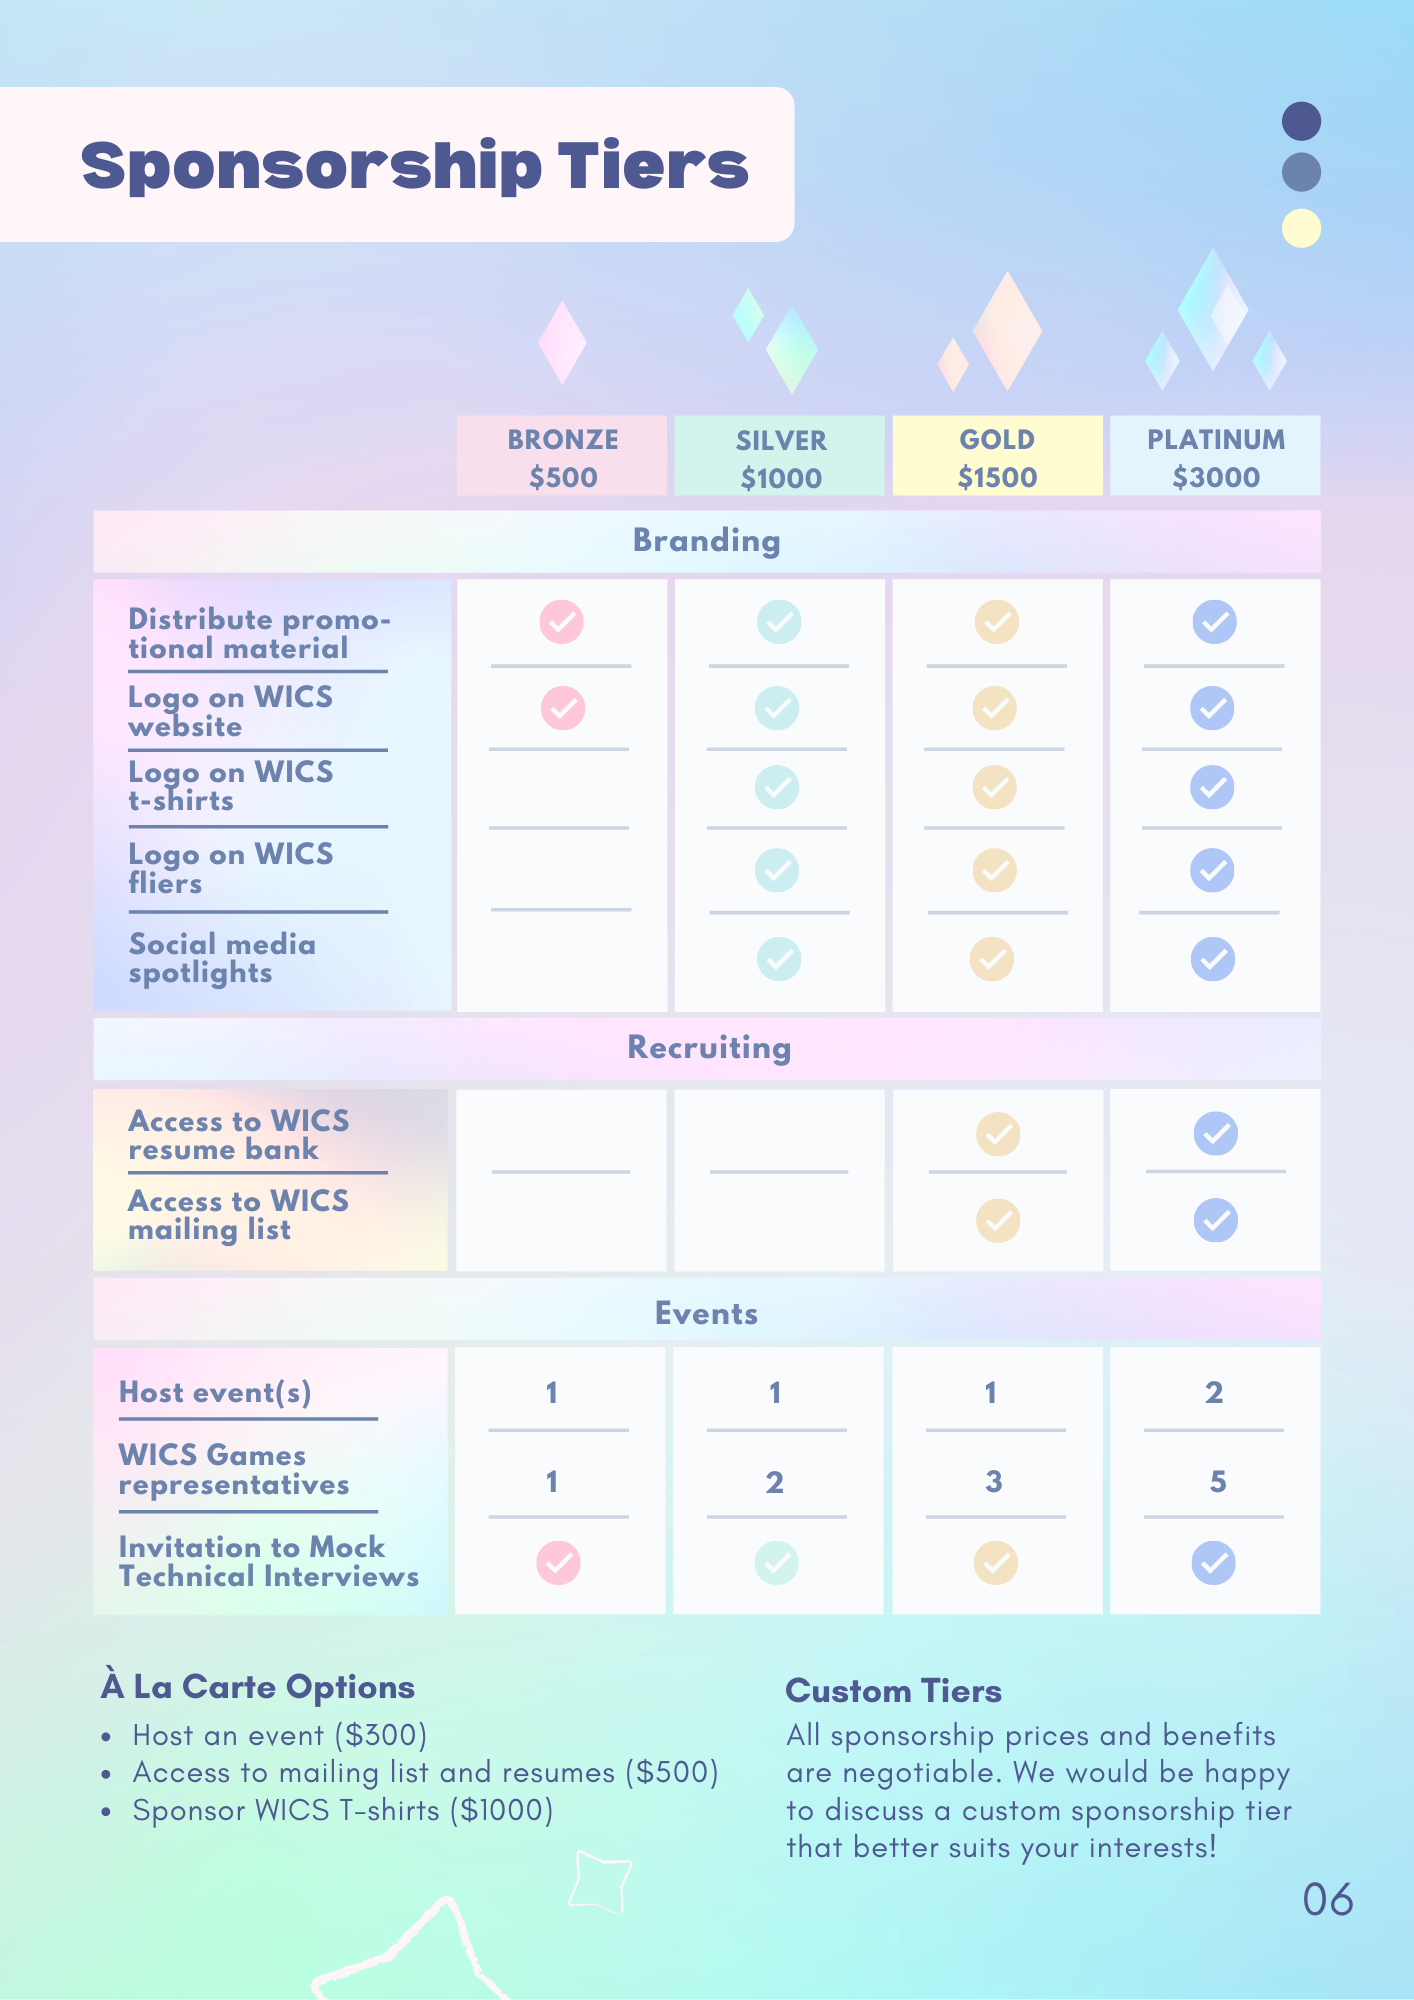 Sponsorship Tiers
BRONZE
$500
SILVER
$1000
GOLD
$1500
PLATINUM
$3000
Branding
Distribute promo-
tional material
Logo on WICS
website
Logo on WICS
t-shirts
Logo on WICS
fliers
Social media
spotlights
Recruiting
Access to WICS
resume bank
Access to WICS
mailing list
Events
Host event(s)
1 1 1 2
WICS Games
representatives
1 2 3 5
Invitation to Mock
Technical Interviews
À La Carte Options
• Host an event ($300)
• Access to mailing list and resumes ($500)
• Sponsor WICS T-shirts ($1000)
Custom Tiers
All sponsorship prices and benefits
are negotiable. We would be happy
to discuss a custom sponsorship tier
that better suits your interests!
06